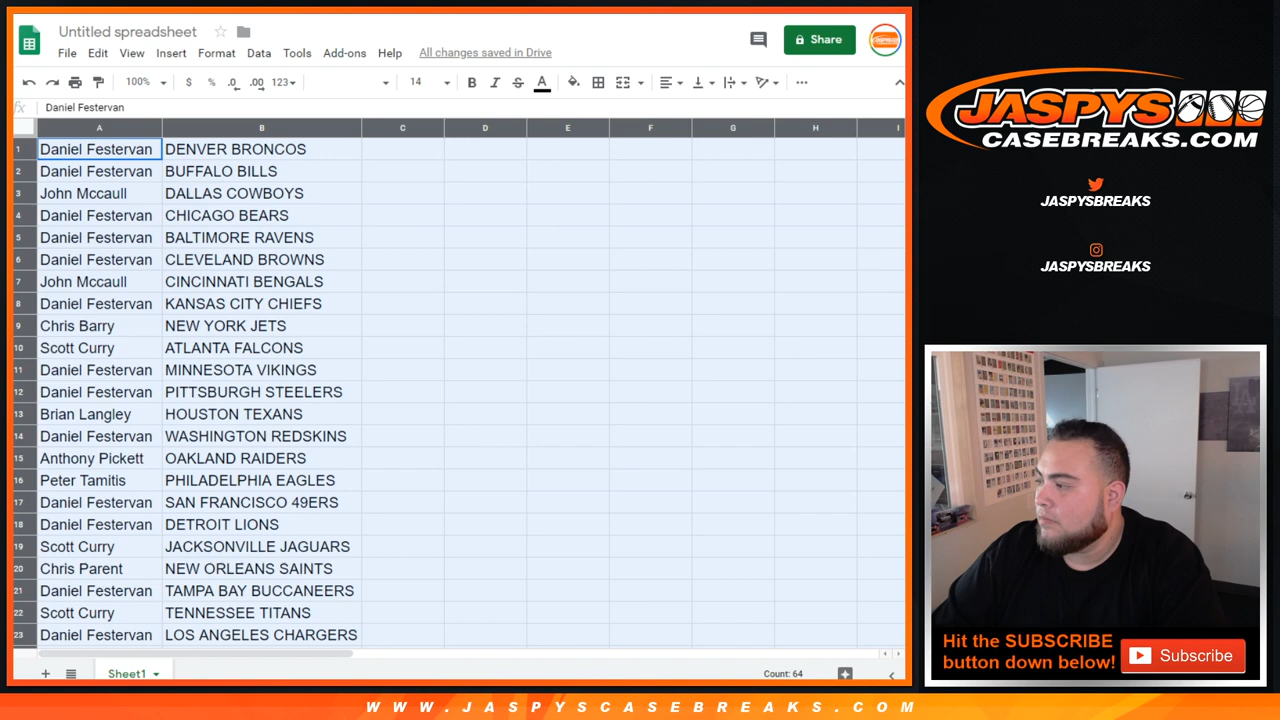 Untitled spreadsheet
File Edit View Insert Format Data Tools Add-ons Help All changes saved in Drive
Share
100% $ % .0 .00 123 14 B I S A
fx Daniel Festervan
A B C D E F G H I
1 Daniel Festervan DENVER BRONCOS
2 Daniel Festervan BUFFALO BILLS
3 John Mccaull DALLAS COWBOYS
4 Daniel Festervan CHICAGO BEARS
5 Daniel Festervan BALTIMORE RAVENS
6 Daniel Festervan CLEVELAND BROWNS
7 John Mccaull CINCINNATI BENGALS
8 Daniel Festervan KANSAS CITY CHIEFS
9 Chris Barry NEW YORK JETS
10 Scott Curry ATLANTA FALCONS
11 Daniel Festervan MINNESOTA VIKINGS
12 Daniel Festervan PITTSBURGH STEELERS
13 Brian Langley HOUSTON TEXANS
14 Daniel Festervan WASHINGTON REDSKINS
15 Anthony Pickett OAKLAND RAIDERS
16 Peter Tamitis PHILADELPHIA EAGLES
17 Daniel Festervan SAN FRANCISCO 49ERS
18 Daniel Festervan DETROIT LIONS
19 Scott Curry JACKSONVILLE JAGUARS
20 Chris Parent NEW ORLEANS SAINTS
21 Daniel Festervan TAMPA BAY BUCCANEERS
22 Scott Curry TENNESSEE TITANS
23 Daniel Festervan LOS ANGELES CHARGERS
Sheet1 Count: 64
JASPYS
CASEBREAKS.COM
JASPYSBREAKS
JASPYSBREAKS
Hit the SUBSCRIBE
button down below!
Subscribe
WWW.JASPYSCASEBREAKS.COM